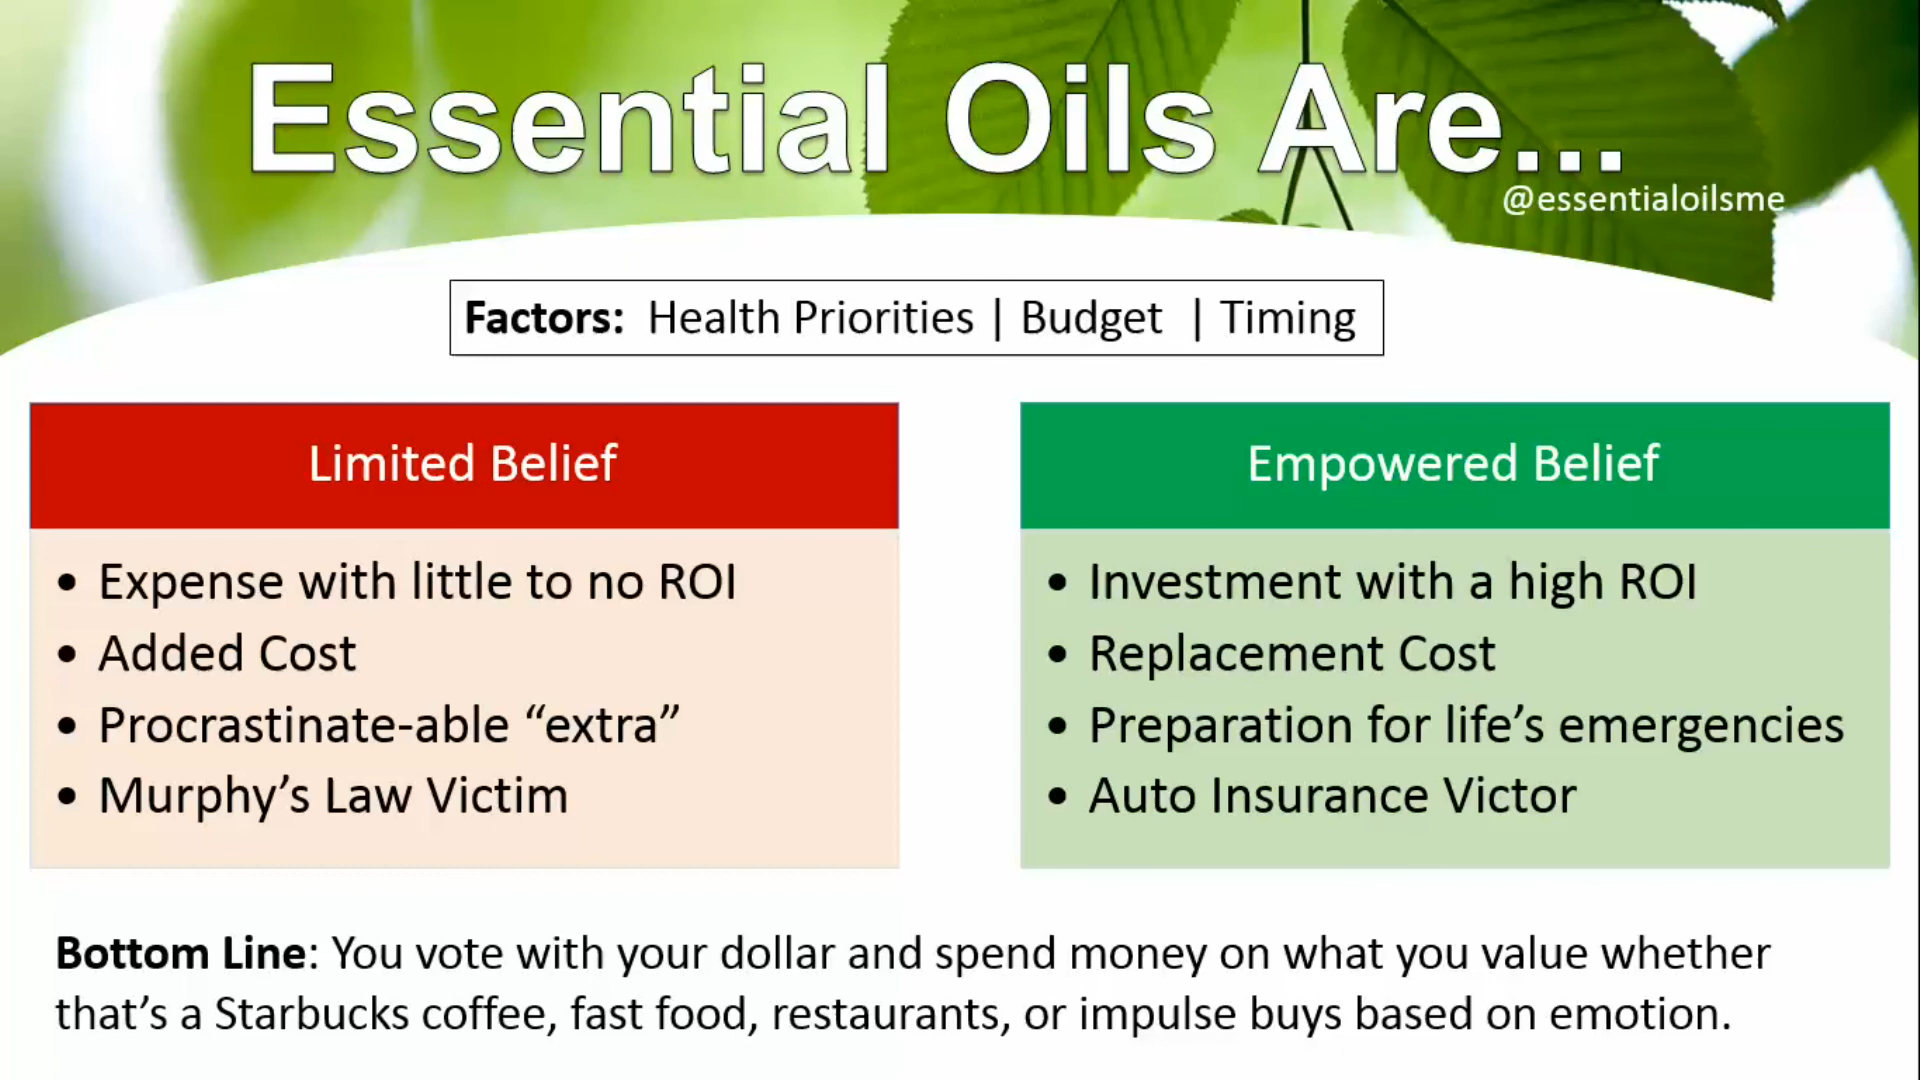 Essential Oils Are...
@essentialoilsme
Factors: Health Priorities | Budget | Timing
Limited Belief
• Expense with little to no ROI
• Added Cost
• Procrastinate-able “extra”
• Murphy’s Law Victim
Empowered Belief
• Investment with a high ROI
• Replacement Cost
• Preparation for life’s emergencies
• Auto Insurance Victor
Bottom Line: You vote with your dollar and spend money on what you value whether
that’s a Starbucks coffee, fast food, restaurants, or impulse buys based on emotion.